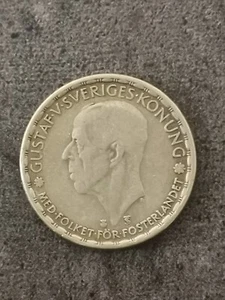 GUSTAF·V·SVERIGES·KONUNG
MED·FOLKET·FÖR·FOSTERLANDET